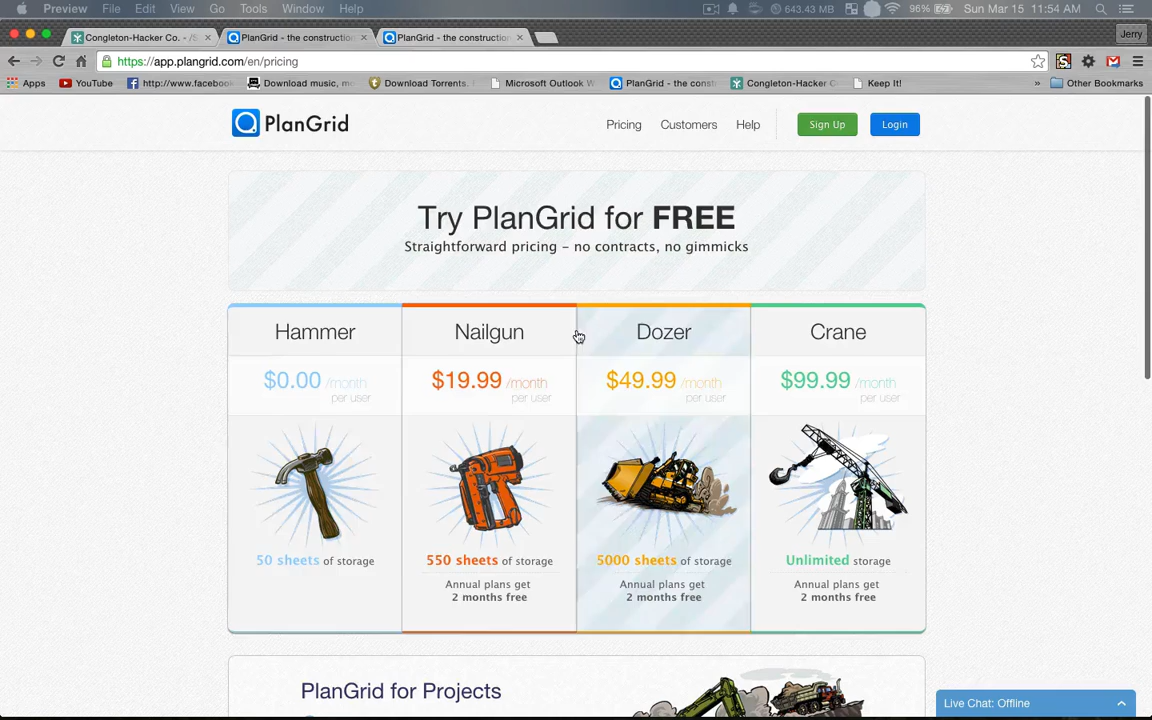 Preview File Edit View Go Tools Window Help 643.43 MB 96% Sun Mar 15 11:54 AM
Congleton-Hacker Co. - /S PlanGrid - the construction PlanGrid - the construction Jerry
https://app.plangrid.com/en/pricing
Apps YouTube http://www.facebook Download music, m Download Torrents. Microsoft Outlook W PlanGrid - the const Congleton-Hacker C Keep It! » Other Bookmarks
PlanGrid Pricing Customers Help Sign Up Login
Try PlanGrid for FREE
Straightforward pricing – no contracts, no gimmicks
Hammer Nailgun Dozer Crane
$0.00 /month $19.99 /month $49.99 /month $99.99 /month
per user per user per user per user
50 sheets of storage 550 sheets of storage 5000 sheets of storage Unlimited storage
Annual plans get Annual plans get Annual plans get
2 months free 2 months free 2 months free
PlanGrid for Projects
Live Chat: Offline